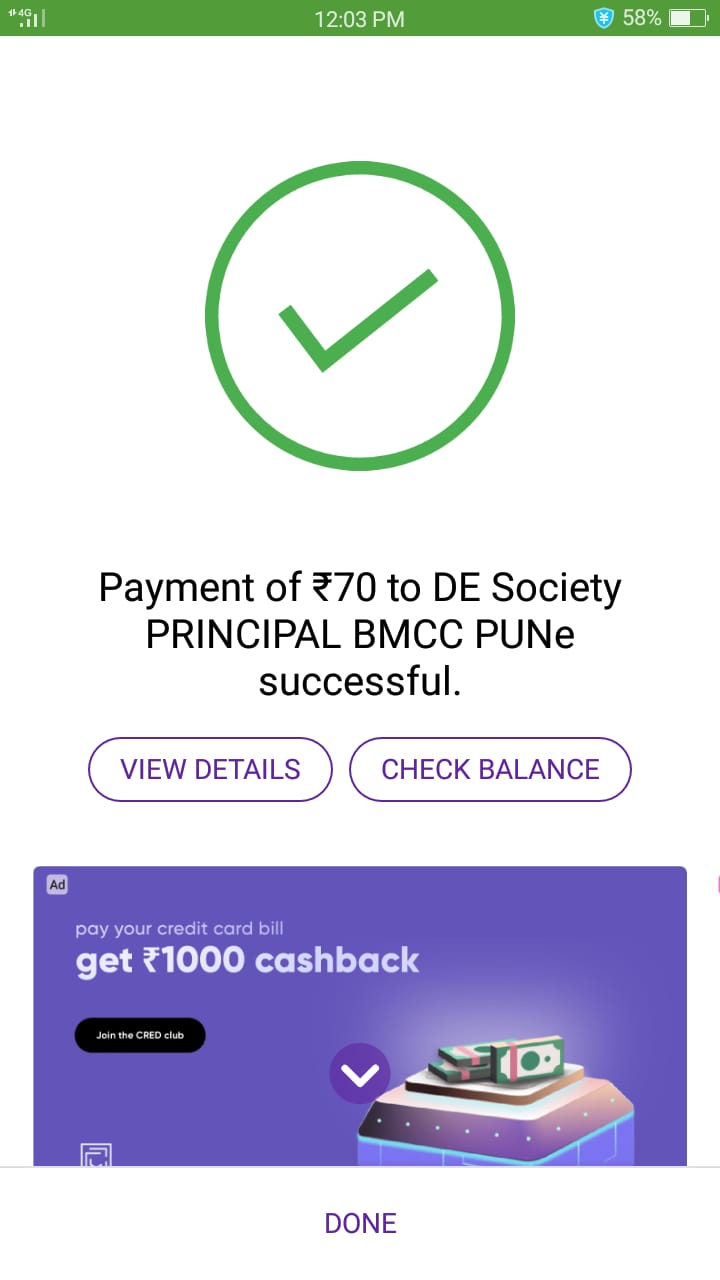 4G 12:03 PM 58%
Payment of ₹70 to DE Society
PRINCIPAL BMCC PUNe
successful.
VIEW DETAILS CHECK BALANCE
Ad
pay your credit card bill
get ₹1000 cashback
Join the CRED club
DONE